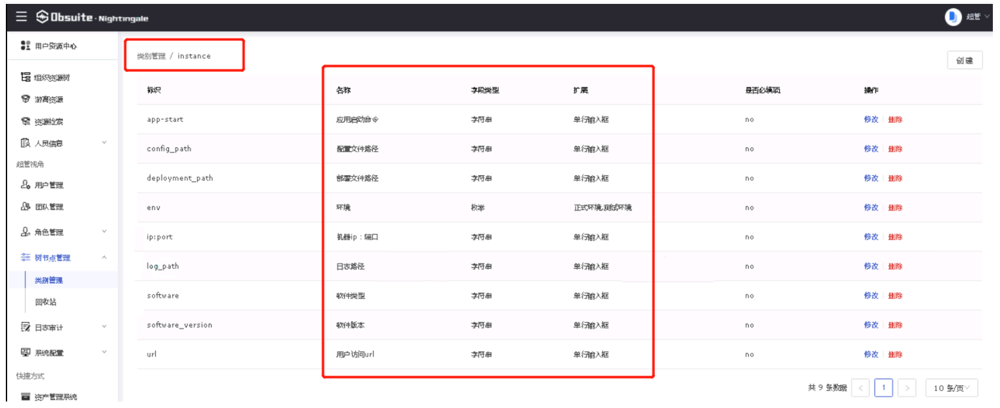 Obsuite · Nightingale
超管
用户资源中心
组织资源树
游离资源
资源检索
人员信息
超管视角
用户管理
团队管理
角色管理
树节点管理
类别管理
回收站
日志审计
系统配置
快捷方式
资产管理系统
类别管理 / instance
创建
标识 名称 字段类型 扩展 是否必填项 操作
app-start 应用启动命令 字符串 单行输入框 no 修改 删除
config_path 配置文件路径 字符串 单行输入框 no 修改 删除
deployment_path 部署文件路径 字符串 单行输入框 no 修改 删除
env 环境 枚举 正式环境,测试环境 no 修改 删除
ip:port 机器ip：端口 字符串 单行输入框 no 修改 删除
log_path 日志路径 字符串 单行输入框 no 修改 删除
software 软件类型 字符串 单行输入框 no 修改 删除
software_version 软件版本 字符串 单行输入框 no 修改 删除
url 用户访问url 字符串 单行输入框 no 修改 删除
共 9 条数据 < 1 > 10 条/页